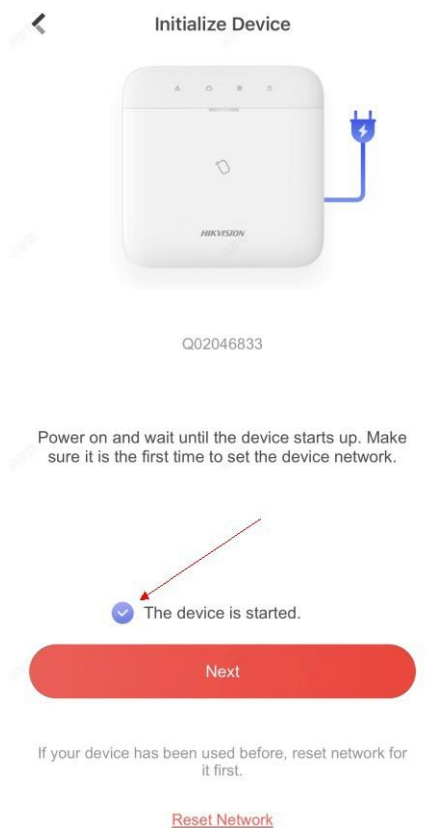 Initialize Device
HIKVISION
Q02046833
Power on and wait until the device starts up. Make
sure it is the first time to set the device network.
The device is started.
Next
If your device has been used before, reset network for
it first.
Reset Network